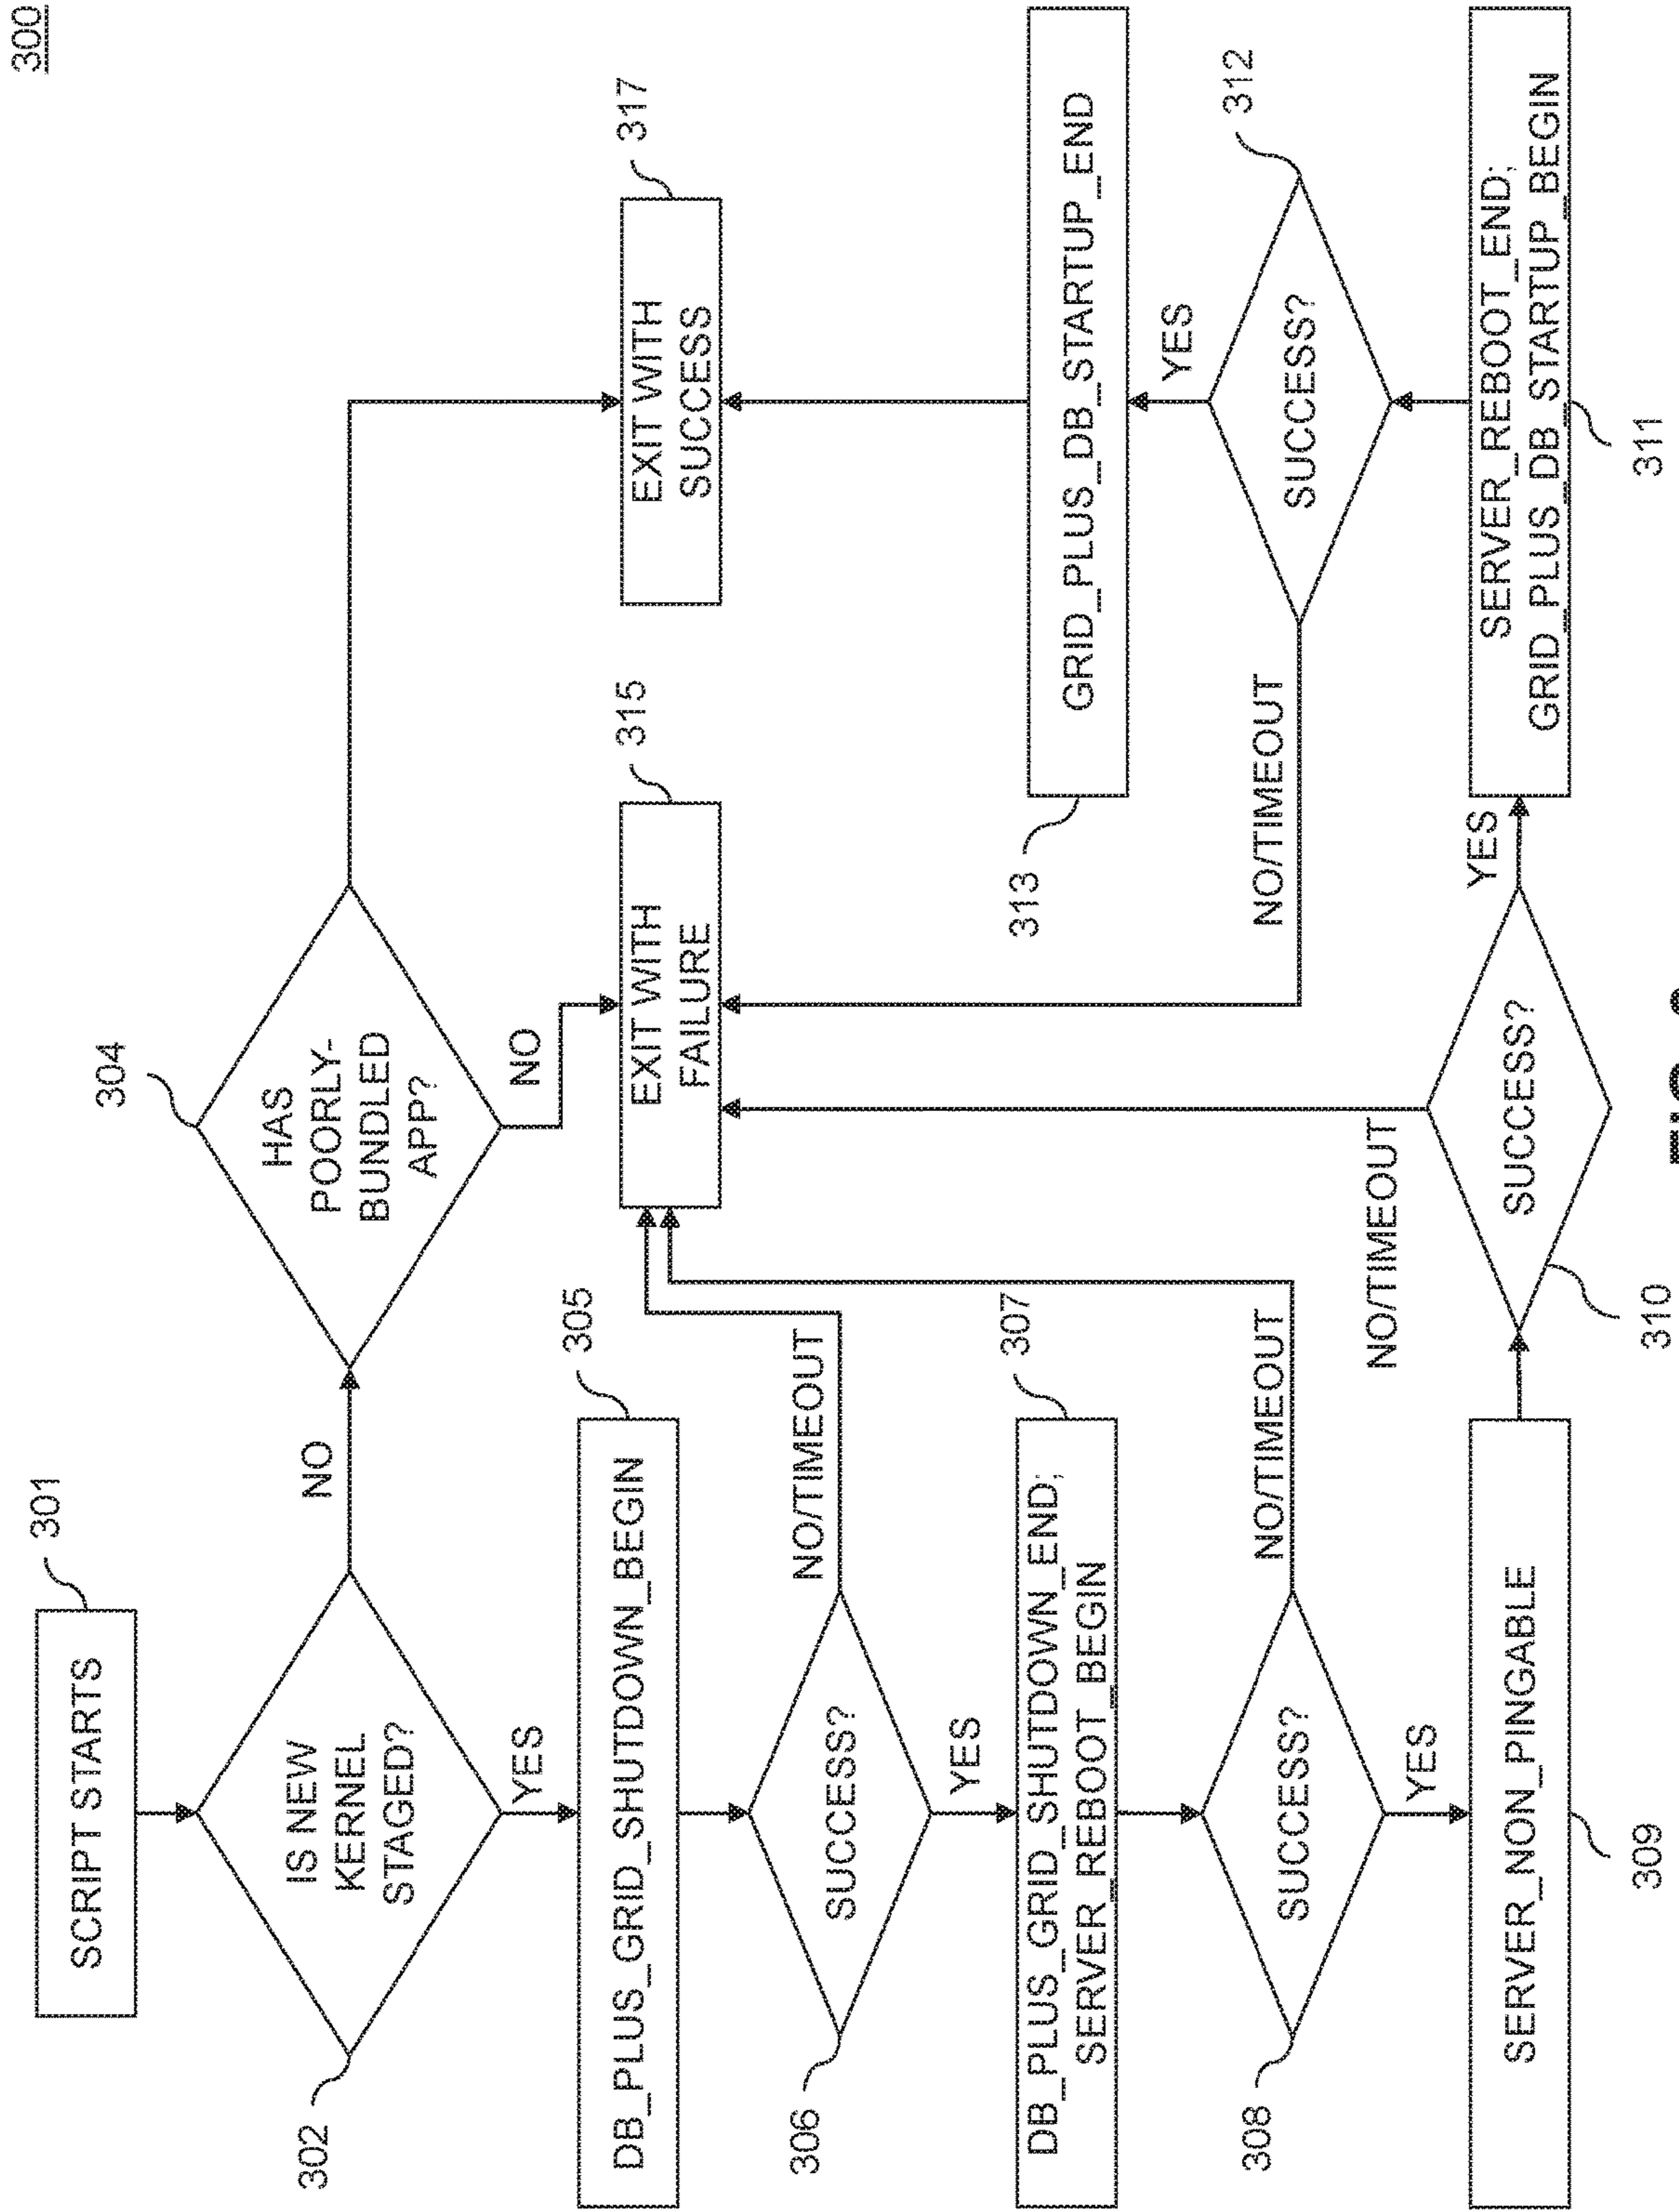 300
SCRIPT STARTS
301
IS NEW
KERNEL
STAGED?
302
NO
YES
HAS
POORLY-
BUNDLED
APP?
304
NO
DB_PLUS_GRID_SHUTDOWN_BEGIN
305
SUCCESS?
306
NO/TIMEOUT
YES
DB_PLUS_GRID_SHUTDOWN_END;
SERVER_REBOOT_BEGIN
307
SUCCESS?
308
NO/TIMEOUT
YES
SERVER_NON_PINGABLE
309
SUCCESS?
310
NO/TIMEOUT
YES
EXIT WITH
FAILURE
315
EXIT WITH
SUCCESS
317
GRID_PLUS_DB_STARTUP_END
313
YES
SUCCESS?
312
NO/TIMEOUT
SERVER_REBOOT_END;
GRID_PLUS_DB_STARTUP_BEGIN
311